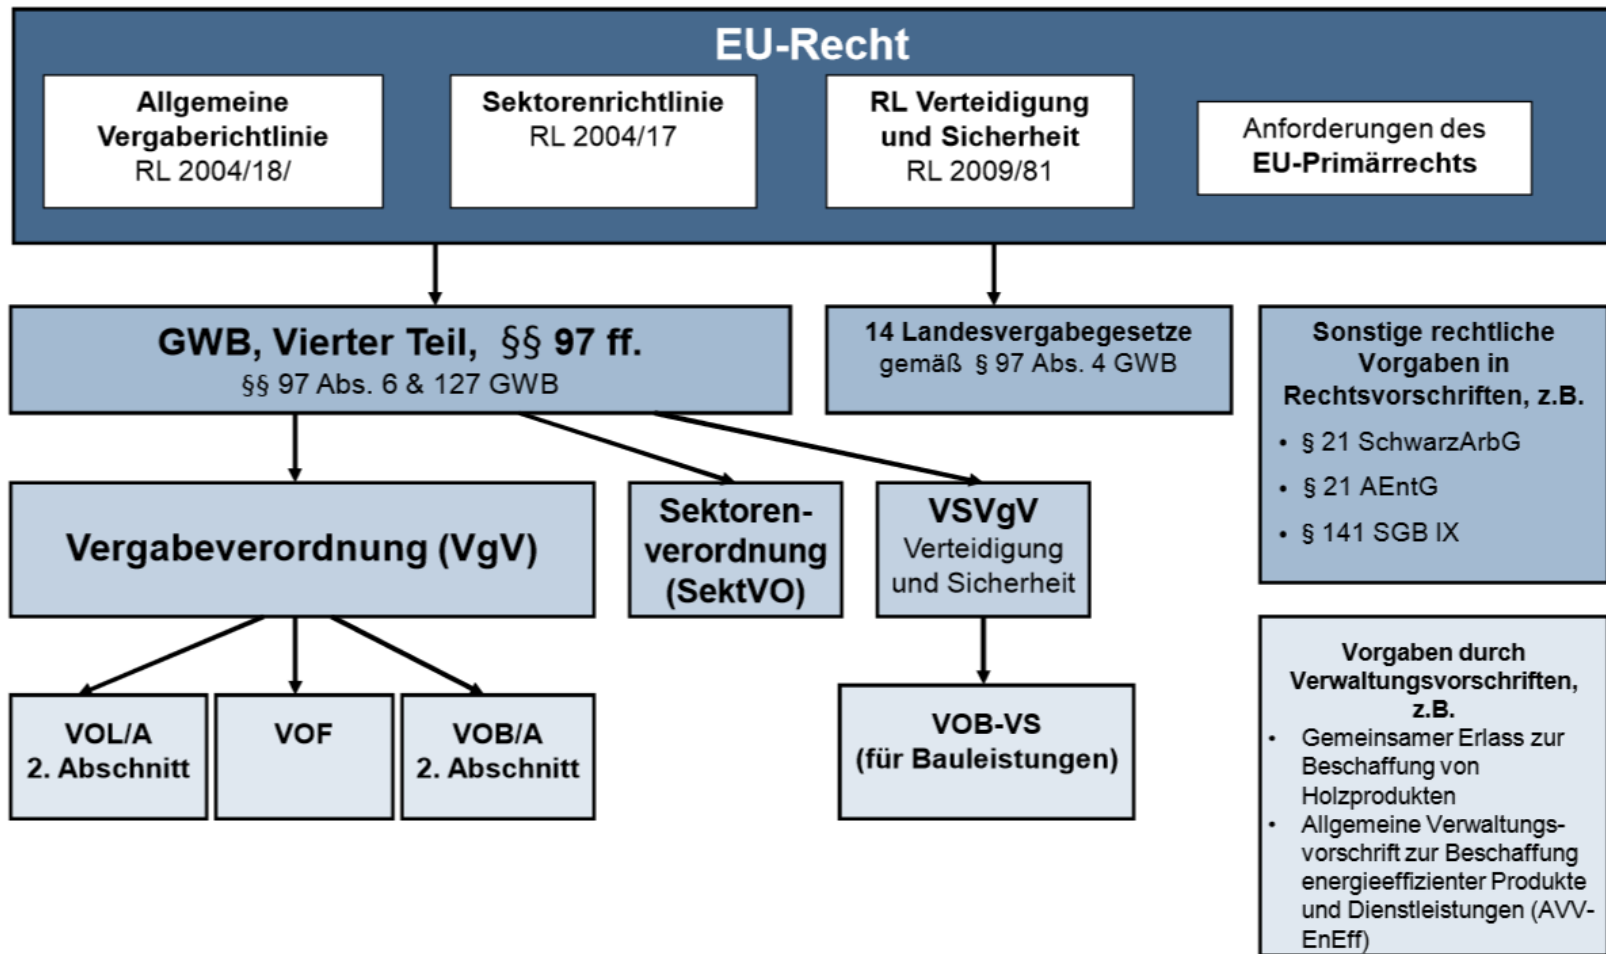 EU-Recht
Allgemeine
Vergaberichtlinie
RL 2004/18/
Sektorenrichtlinie
RL 2004/17
RL Verteidigung
und Sicherheit
RL 2009/81
Anforderungen des
EU-Primärrechts
GWB, Vierter Teil, §§ 97 ff.
§§ 97 Abs. 6 & 127 GWB
14 Landesvergabegesetze
gemäß § 97 Abs. 4 GWB
Sonstige rechtliche
Vorgaben in
Rechtsvorschriften, z.B.
• § 21 SchwarzArbG
• § 21 AEntG
• § 141 SGB IX
Vergabeverordnung (VgV)
Sektoren-
verordnung
(SektVO)
VSVgV
Verteidigung
und Sicherheit
VOL/A
2. Abschnitt
VOF
VOB/A
2. Abschnitt
VOB-VS
(für Bauleistungen)
Vorgaben durch
Verwaltungsvorschriften,
z.B.
• Gemeinsamer Erlass zur
Beschaffung von
Holzprodukten
• Allgemeine Verwaltungs-
vorschrift zur Beschaffung
energieeffizienter Produkte
und Dienstleistungen (AVV-
EnEff)